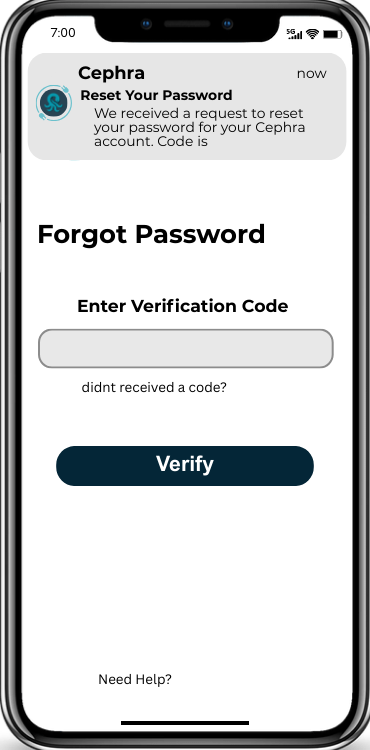 7:00
5G
Cephra
now
Reset Your Password
We received a request to reset
your password for your Cephra
account. Code is
Forgot Password
Enter Verification Code
didnt received a code?
Verify
Need Help?